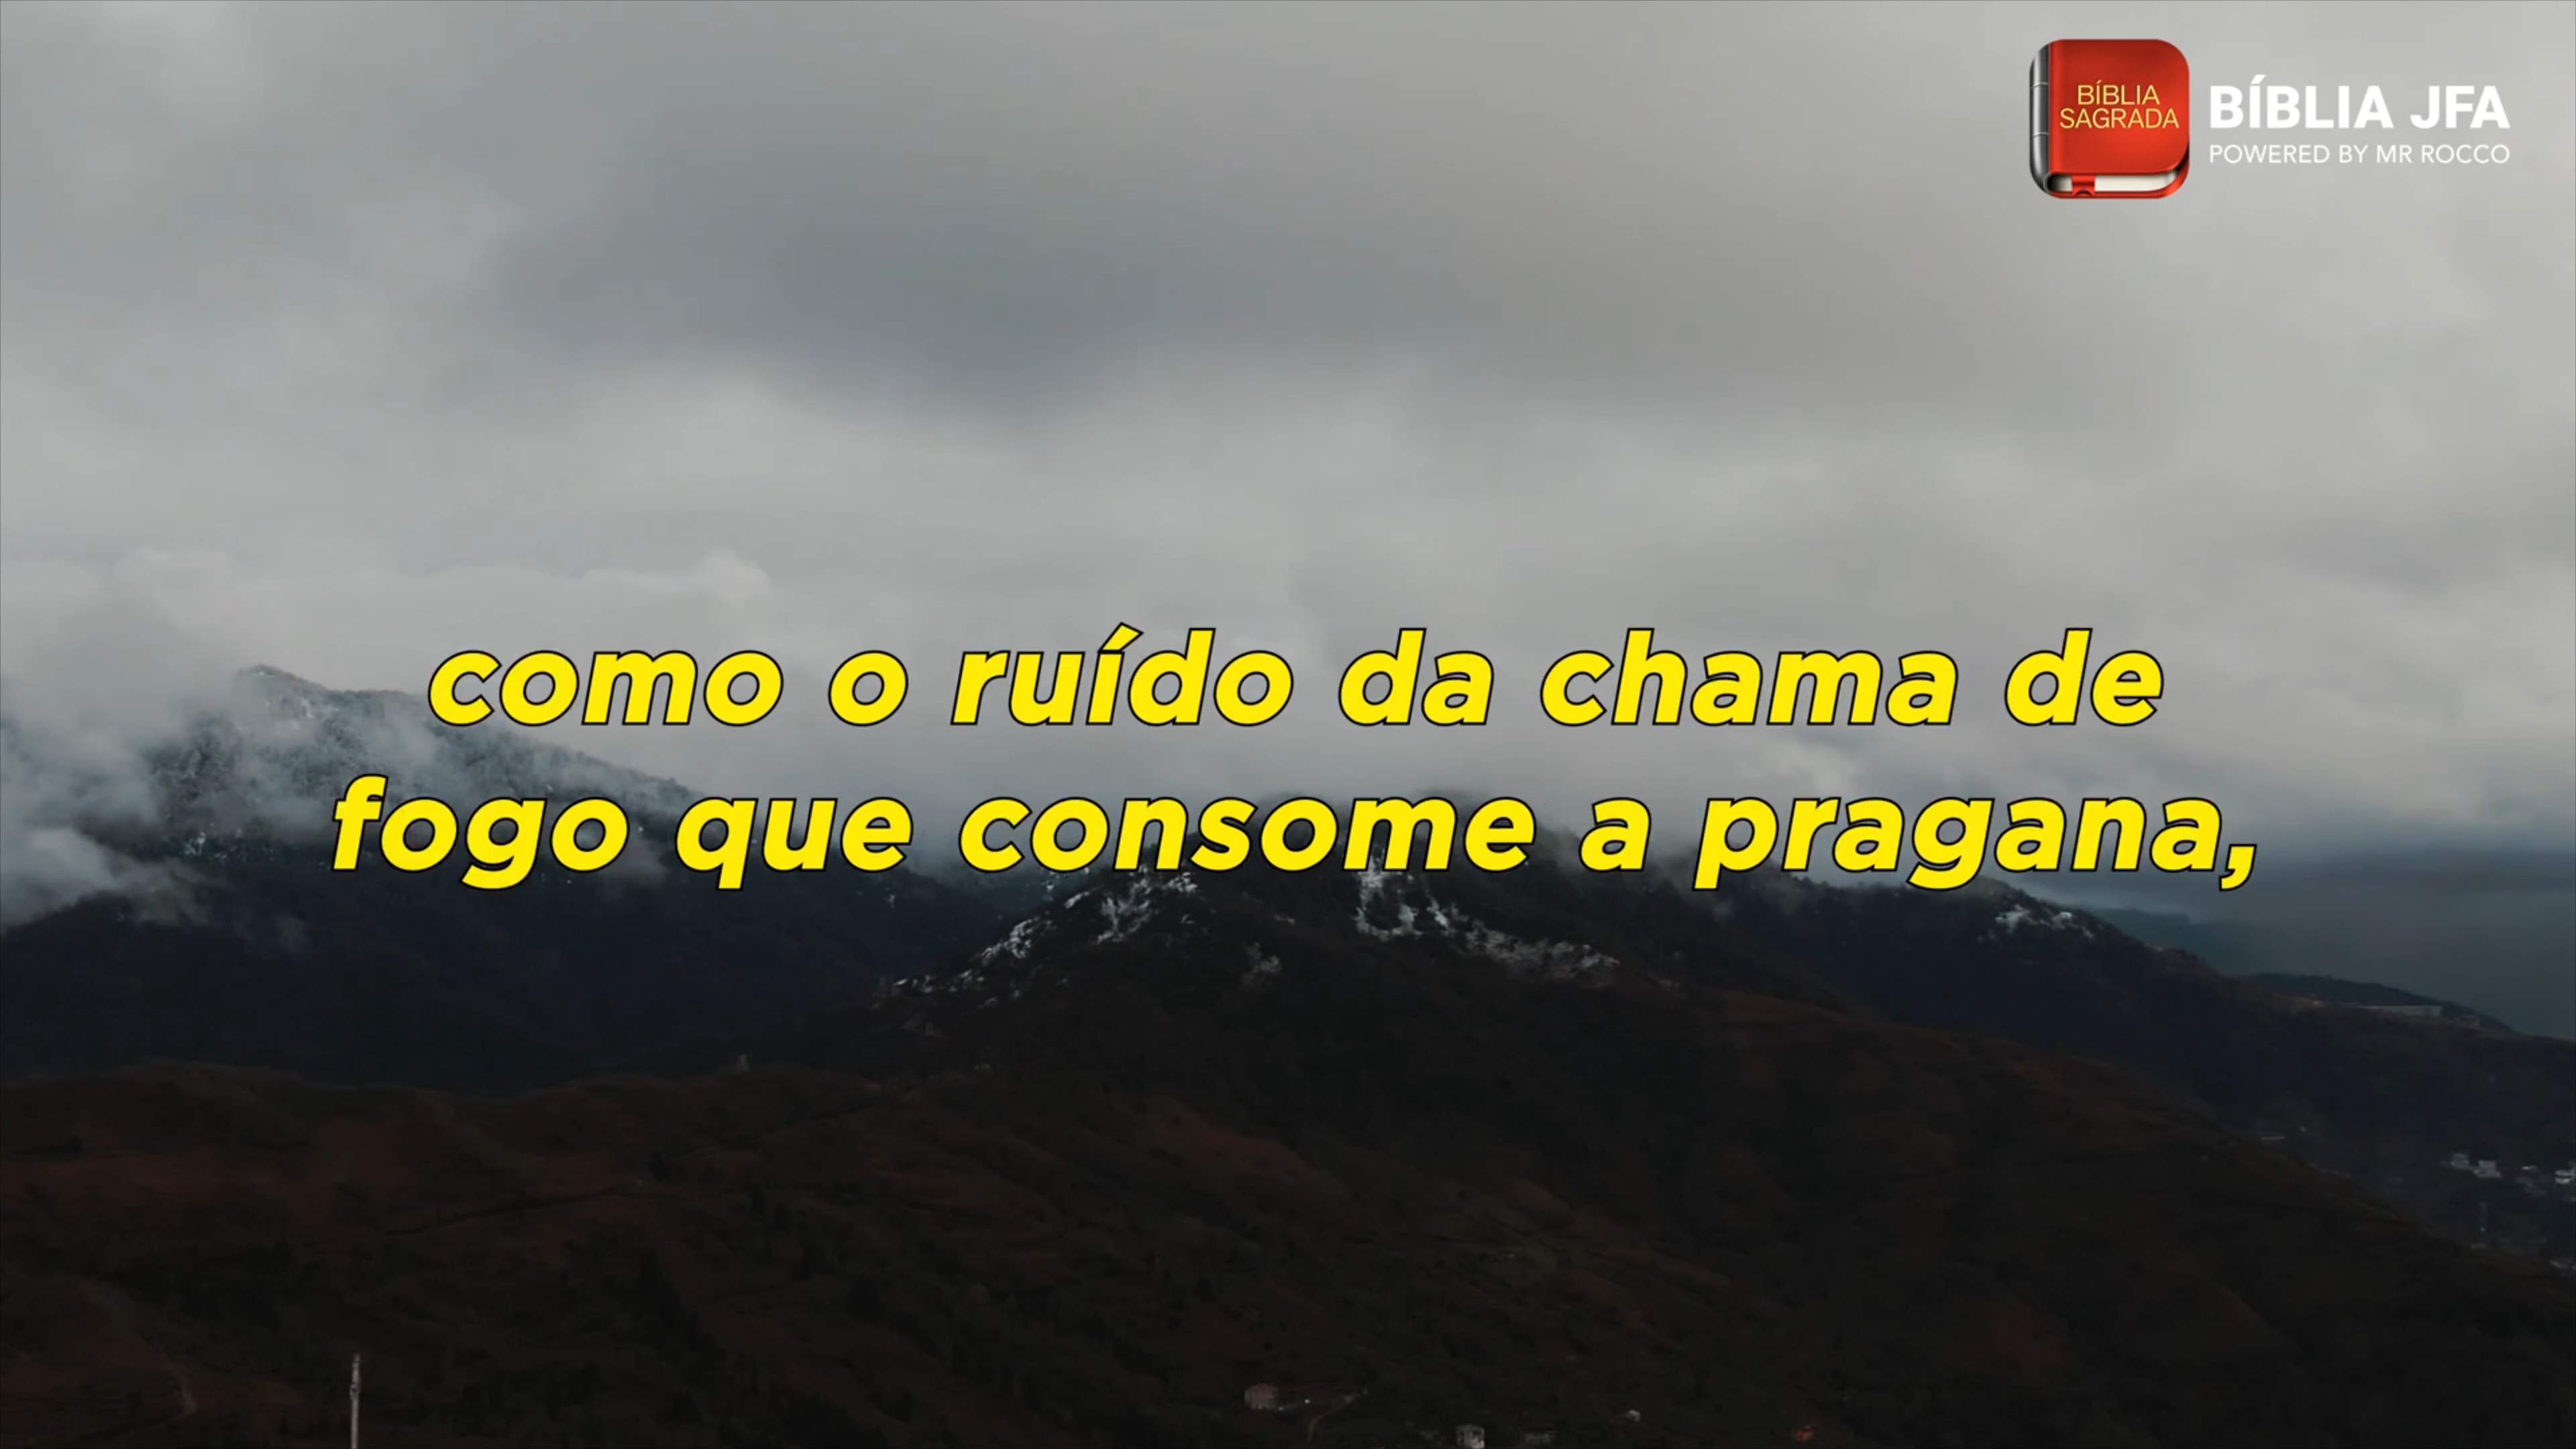 BÍBLIA
SAGRADA
BÍBLIA JFA
POWERED BY MR ROCCO
como o ruído da chama de
fogo que consome a pragana,